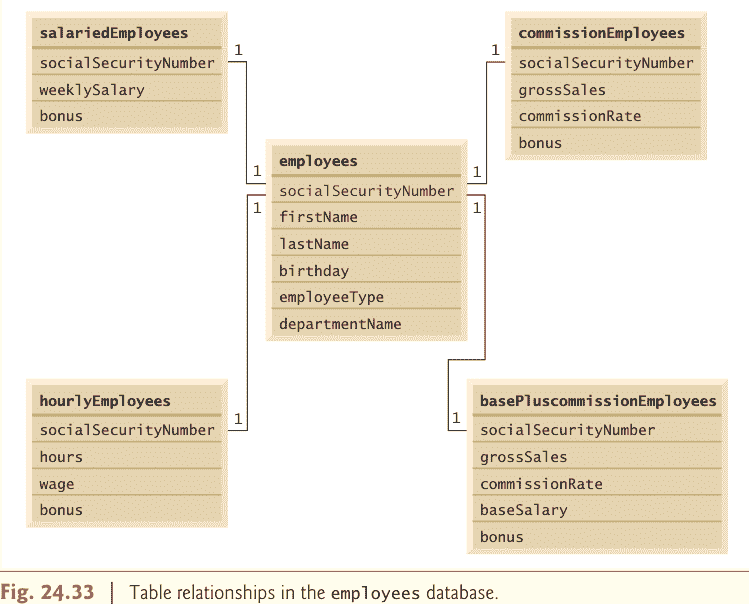 salariedEmployees
socialSecurityNumber
weeklySalary
bonus
1
commissionEmployees
socialSecurityNumber
grossSales
commissionRate
bonus
1
1
employees
1
socialSecurityNumber
1
1
firstName
lastName
birthday
employeeType
departmentName
hourlyEmployees
socialSecurityNumber
hours
wage
bonus
1
basePluscommissionEmployees
1
socialSecurityNumber
grossSales
commissionRate
baseSalary
bonus
Fig. 24.33 | Table relationships in the employees database.